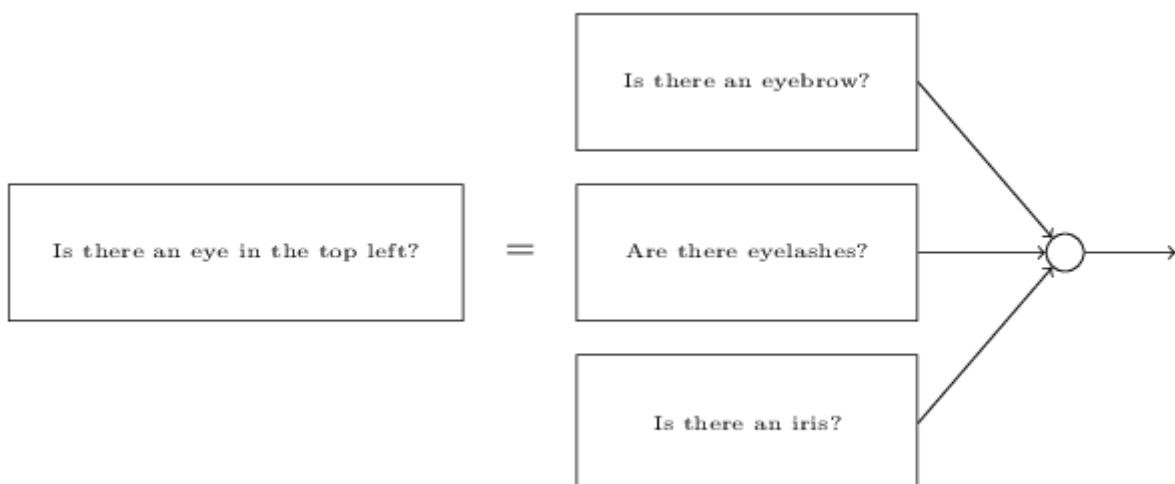 Is there an eyebrow?
Is there an eye in the top left?
=
Are there eyelashes?
Is there an iris?